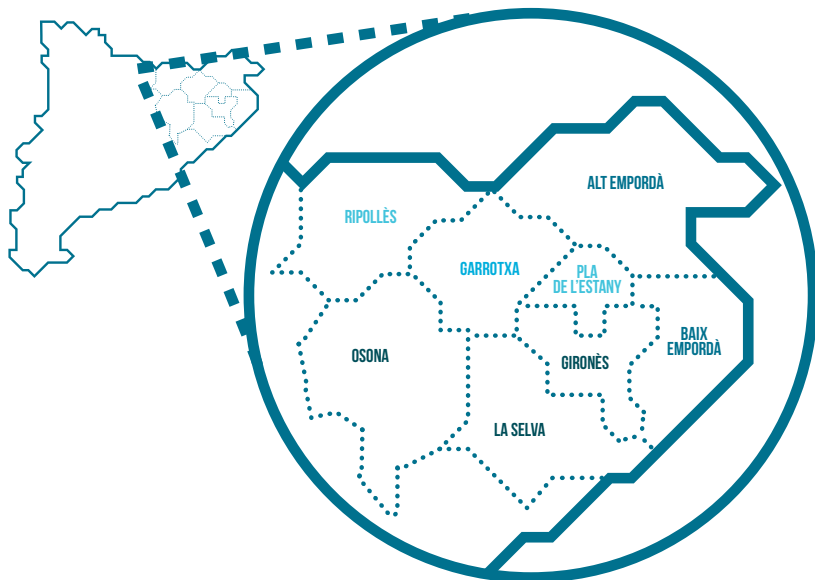 ALT EMPORDÀ
RIPOLLÈS
GARROTXA
PLA
DE L'ESTANY
OSONA
GIRONÈS
BAIX
EMPORDÀ
LA SELVA